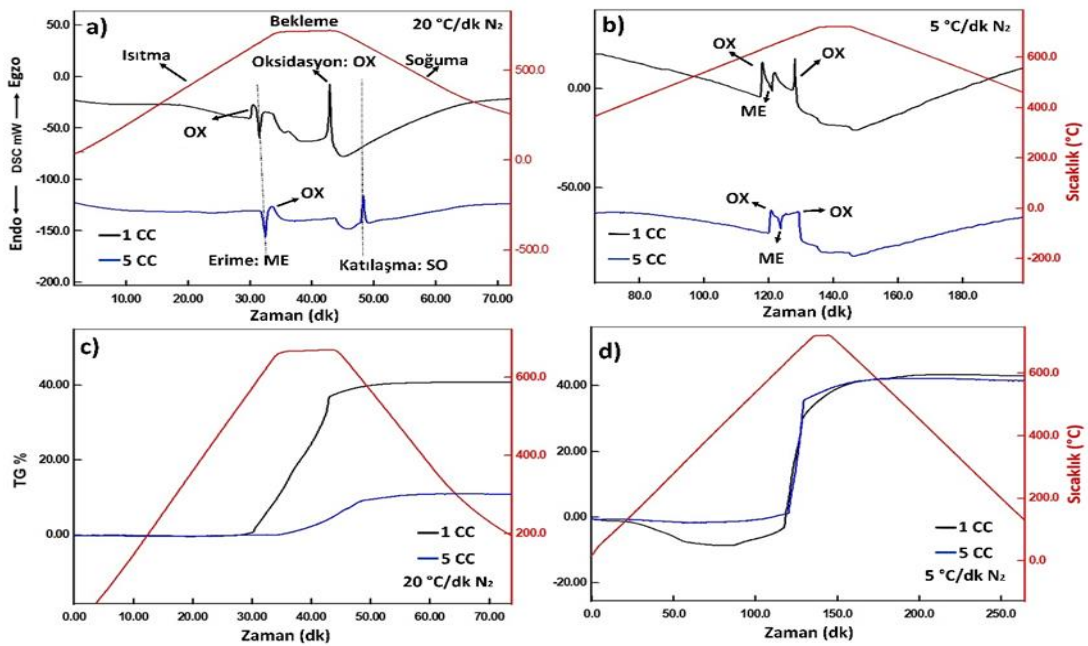 a)
Bekleme
20 °C/dk N₂
Isıtma
Oksidasyon: OX
Soğuma
OX
OX
1 CC
5 CC
Erime: ME
Katılaşma: SO
Endo ← DSC mW → Egzo
50.0
0.0
-50.00
-100.0
-150.0
-200.0
500.0
0.0
-500.0
10.00 20.00 30.00 40.00 50.00 60.00 70.00
Zaman (dk)
b)
5 °C/dk N₂
OX
OX
ME
OX
OX
ME
1 CC
5 CC
0.00
-50.00
600.0
400.0
200.0
0.0
-200.0
Sıcaklık (°C)
80.0 100.0 120.0 140.0 160.0 180.0
Zaman (dk)
c)
TG %
40.00
20.00
0.00
600.0
400.0
200.0
1 CC
5 CC
20 °C/dk N₂
0.00 10.00 20.00 30.00 40.00 50.00 60.00 70.00
Zaman (dk)
d)
40.00
20.00
0.00
-20.00
600.0
400.0
200.0
0.0
Sıcaklık (°C)
1 CC
5 CC
5 °C/dk N₂
0.0 50.0 100.0 150.0 200.0 250.0
Zaman (dk)